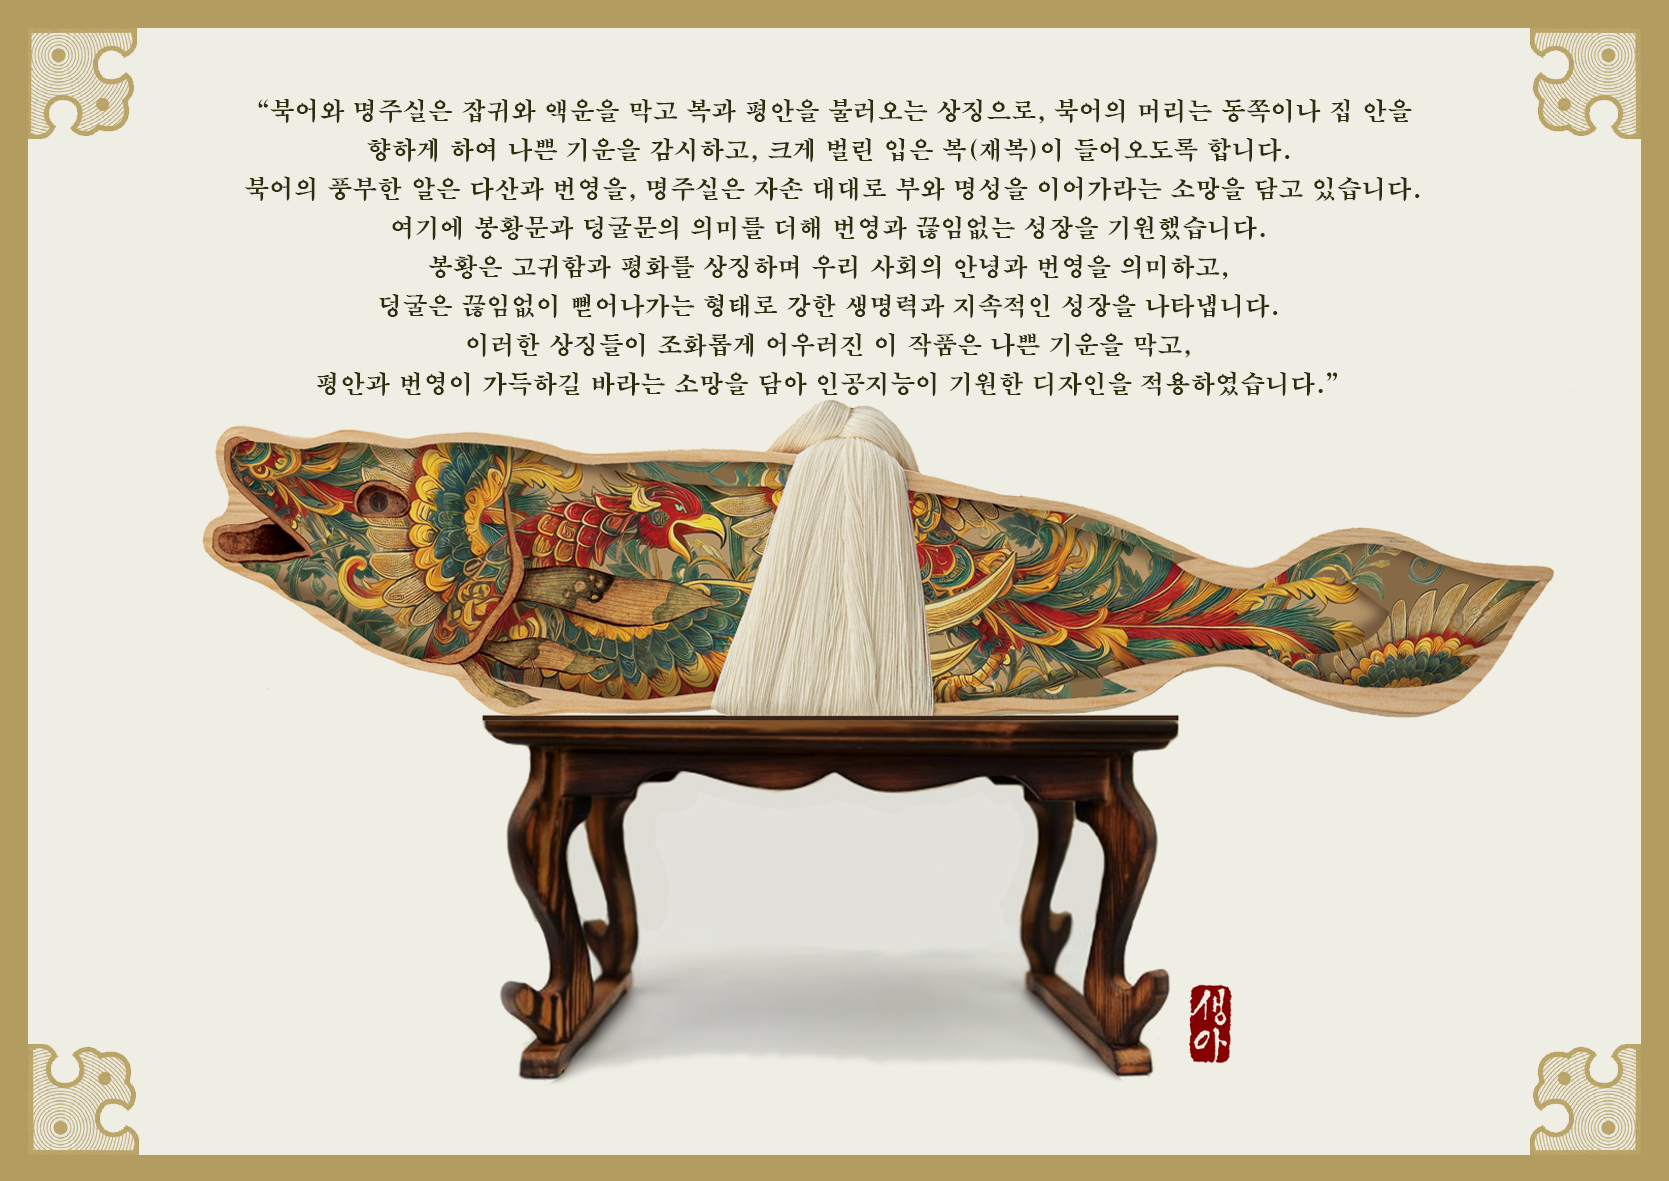 “북어와 명주실은 잡귀와 액운을 막고 복과 평안을 불러오는 상징으로, 북어의 머리는 동쪽이나 집 안을
향하게 하여 나쁜 기운을 감시하고, 크게 벌린 입은 복(재복)이 들어오도록 합니다.
북어의 풍부한 알은 다산과 번영을, 명주실은 자손 대대로 부와 명성을 이어가라는 소망을 담고 있습니다.
여기에 봉황문과 덩굴문의 의미를 더해 번영과 끊임없는 성장을 기원했습니다.
봉황은 고귀함과 평화를 상징하며 우리 사회의 안녕과 번영을 의미하고,
덩굴은 끊임없이 뻗어나가는 형태로 강한 생명력과 지속적인 성장을 나타냅니다.
이러한 상징들이 조화롭게 어우러진 이 작품은 나쁜 기운을 막고,
평안과 번영이 가득하길 바라는 소망을 담아 인공지능이 기원한 디자인을 적용하였습니다.”
생
아